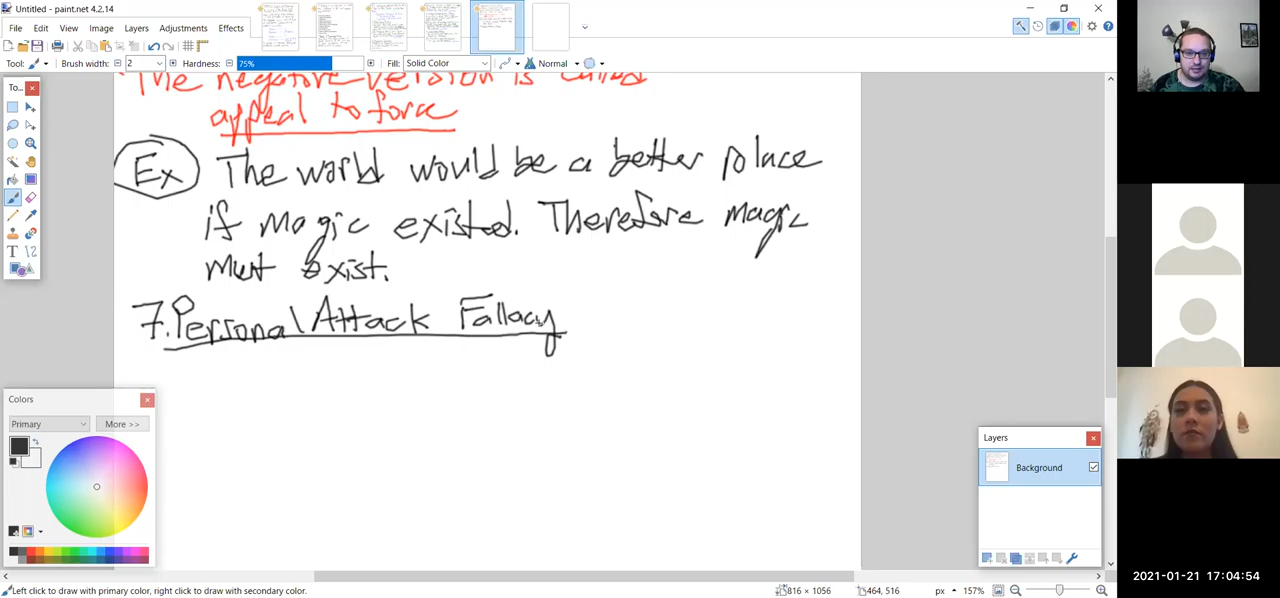 Untitled - paint.net 4.2.14
File Edit View Image Layers Adjustments Effects
Tool: Brush width: 2 Hardness: 75% Fill: Solid Color Normal
To...
The negative version is called
appeal to force
Ex The world would be a better place
if magic existed. Therefore magic
must exist.
7. Personal Attack Fallacy
Colors
Primary More >>
Layers
Background
Left click to draw with primary color, right click to draw with secondary color.
816 × 1056 464, 516 px 157%
2021-01-21 17:04:54